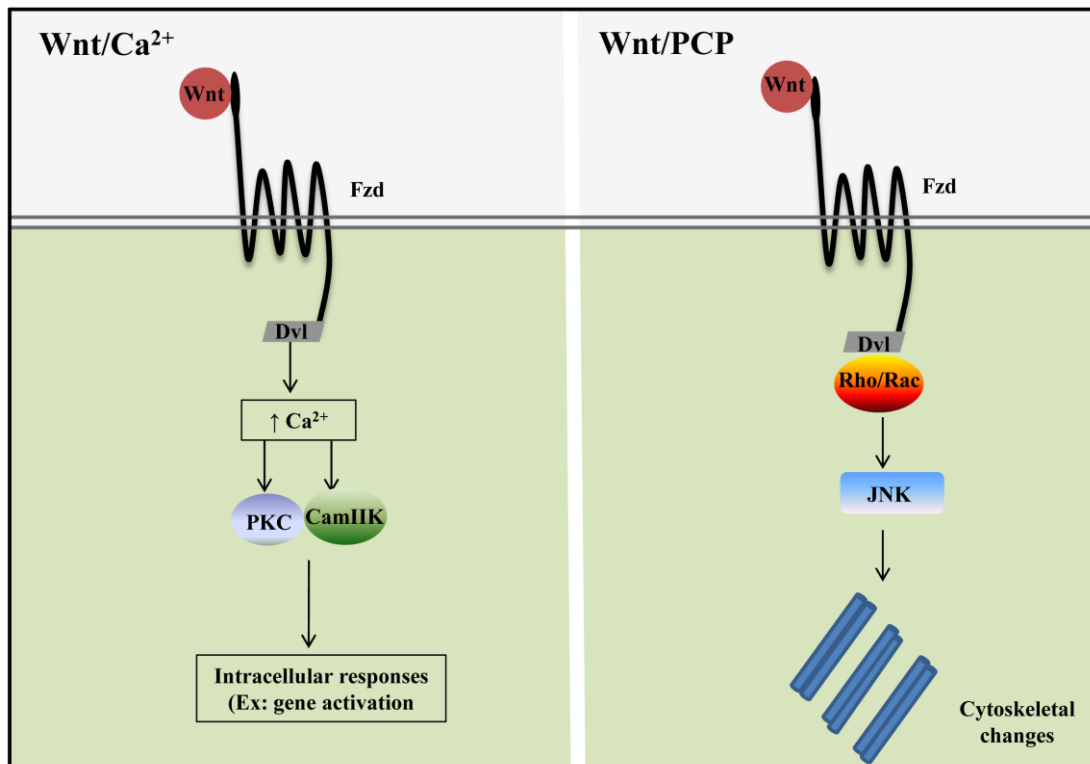 Wnt/Ca²⁺
Wnt
Fzd
Dvl
↑ Ca²⁺
PKC
CamIIK
Intracellular responses
(Ex: gene activation
Wnt/PCP
Wnt
Fzd
Dvl
Rho/Rac
JNK
Cytoskeletal
changes